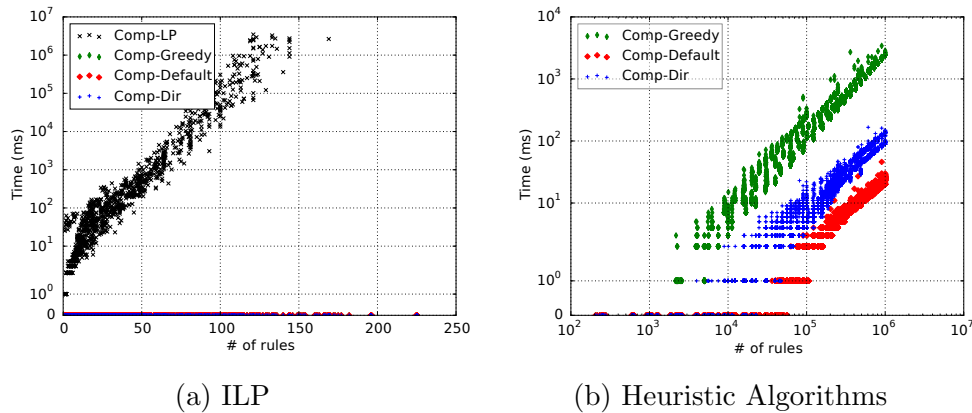 10^7
10^6
10^5
10^4
10^3
10^2
10^1
10^0
0
Time (ms)
Comp-LP
Comp-Greedy
Comp-Default
Comp-Dir
0 50 100 150 200 250
# of rules
(a) ILP
10^4
10^3
10^2
10^1
10^0
0
Time (ms)
Comp-Greedy
Comp-Default
Comp-Dir
10^2 10^3 10^4 10^5 10^6 10^7
# of rules
(b) Heuristic Algorithms